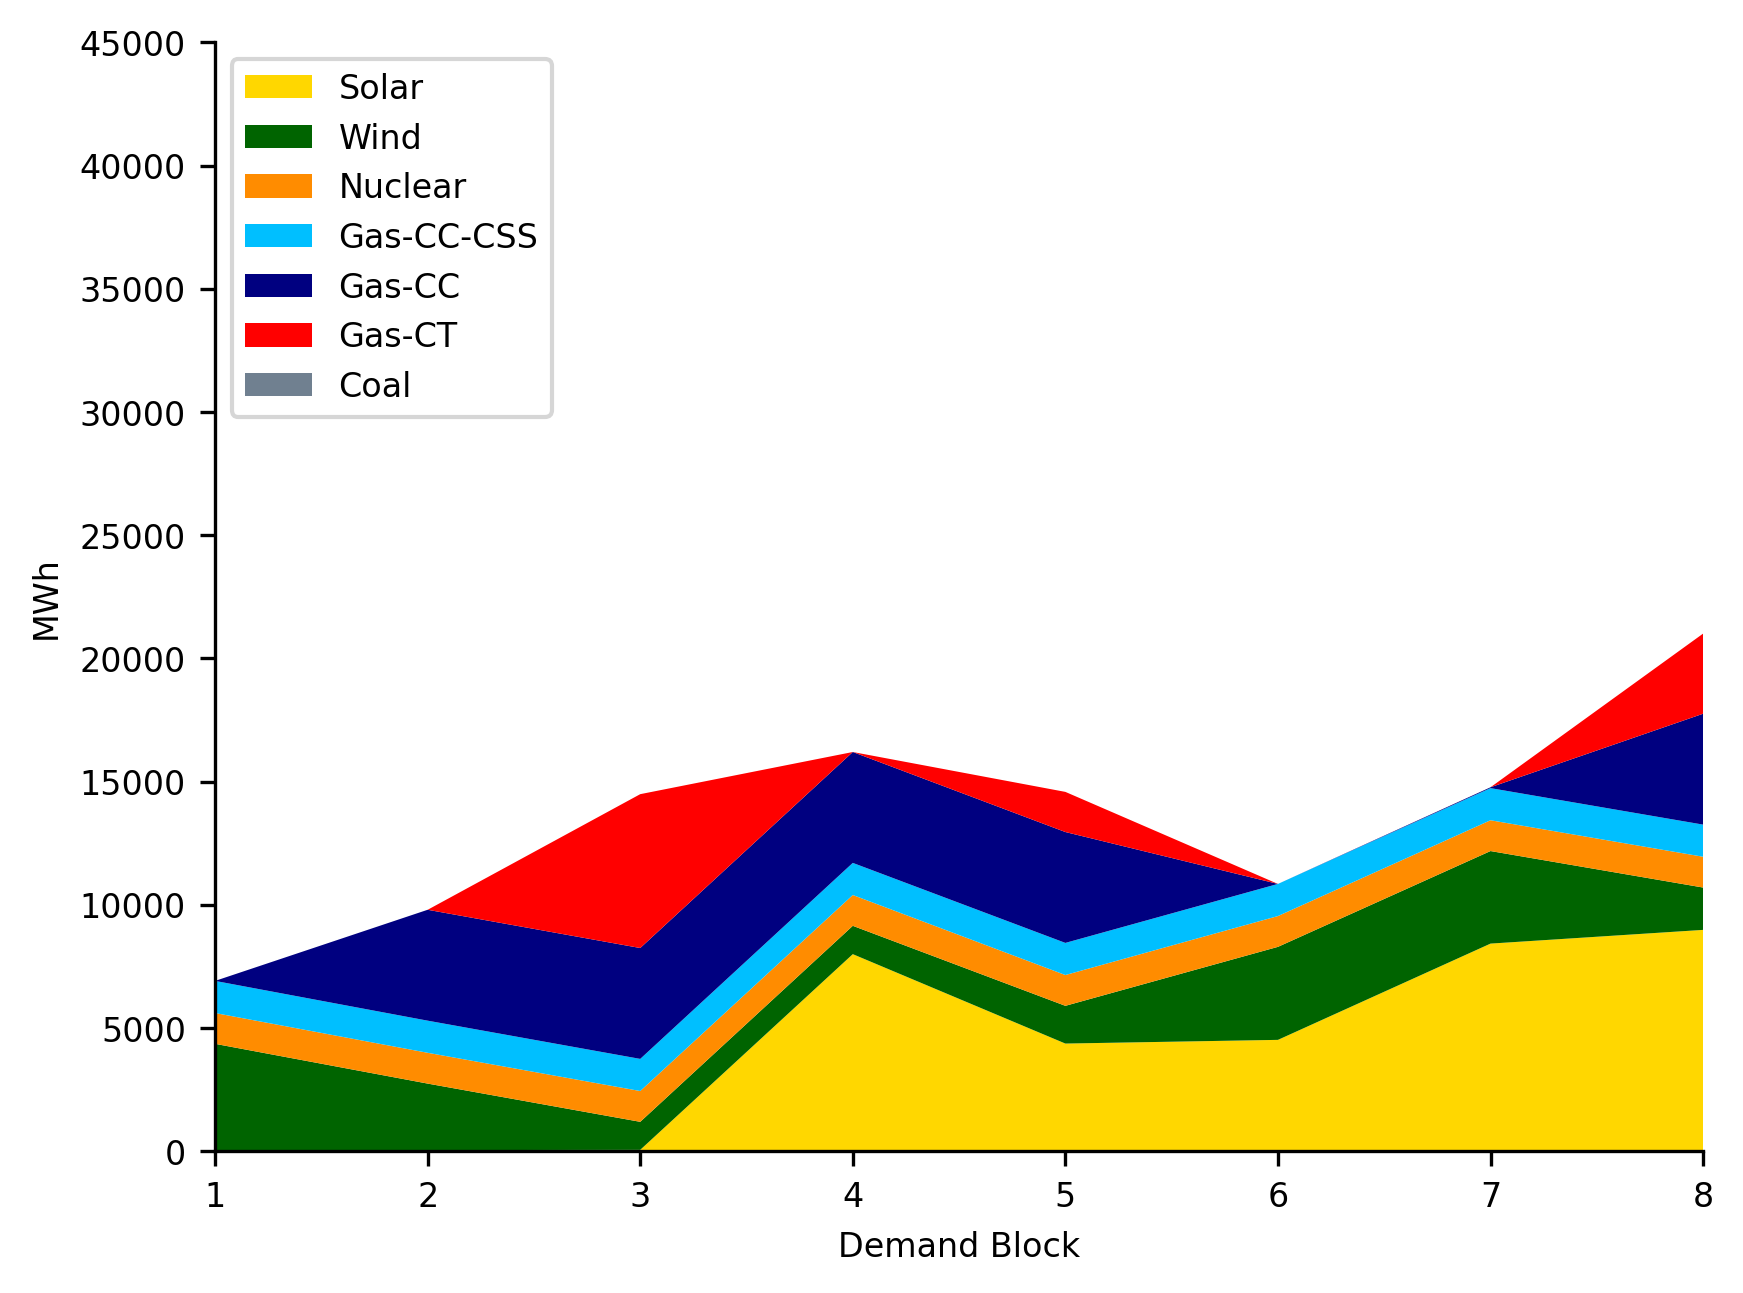 45000
40000
35000
30000
25000
20000
15000
10000
5000
0
MWh
Solar
Wind
Nuclear
Gas-CC-CSS
Gas-CC
Gas-CT
Coal
1 2 3 4 5 6 7 8
Demand Block